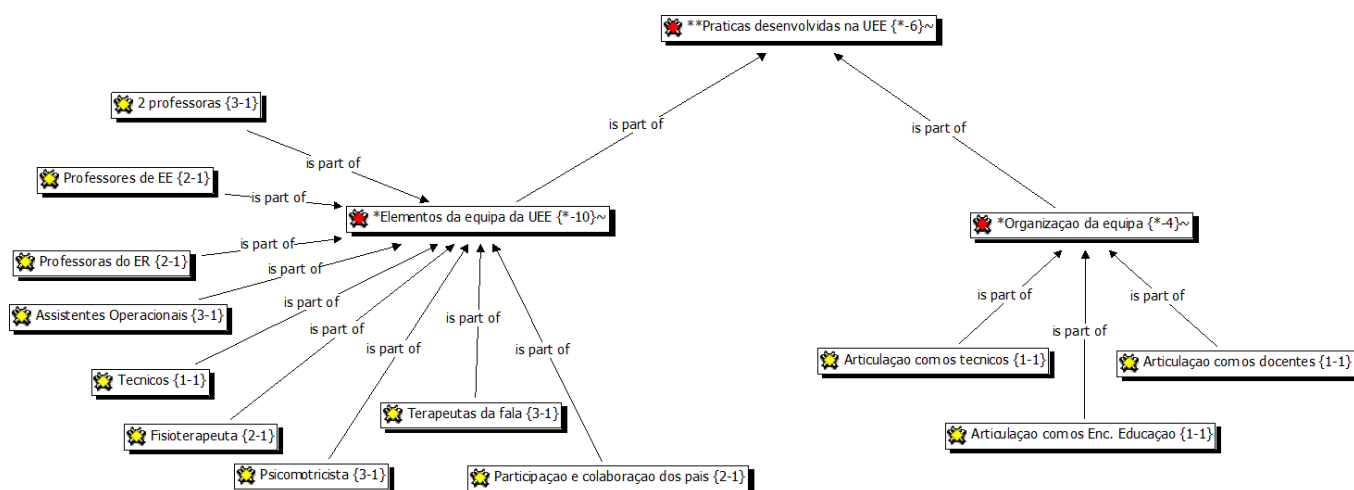 **Praticas desenvolvidas na UEE {*-6}~
2 professoras {3-1}
is part of
is part of
is part of
Professores de EE {2-1}
is part of
*Elementos da equipa da UEE {*-10}~
*Organizaçao da equipa {*-4}~
is part of
Professoras do ER {2-1}
is part of
Assistentes Operacionais {3-1}
is part of
is part of
is part of
is part of
is part of
is part of
is part of
is part of
is part of
Articulaçao com os tecnicos {1-1}
Articulaçao com os docentes {1-1}
Tecnicos {1-1}
Terapeutas da fala {3-1}
Fisioterapeuta {2-1}
Articulaçao com os Enc. Educaçao {1-1}
Psicomotricista {3-1}
Participaçao e colaboraçao dos pais {2-1}